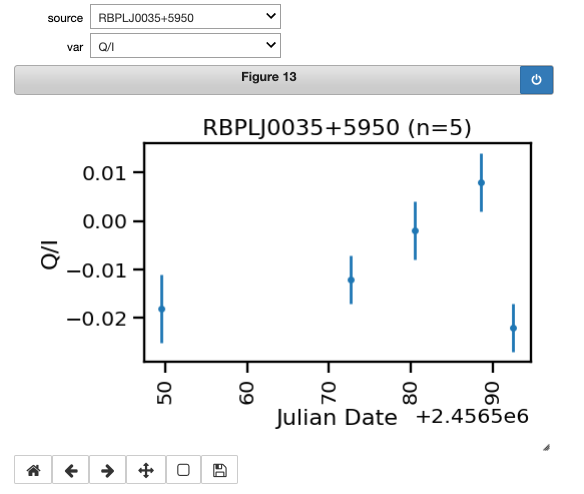 source RBPLJ0035+5950
var Q/I
Figure 13
RBPLJ0035+5950 (n=5)
0.01
0.00
−0.01
−0.02
Q/I
50 60 70 80 90
Julian Date +2.4565e6